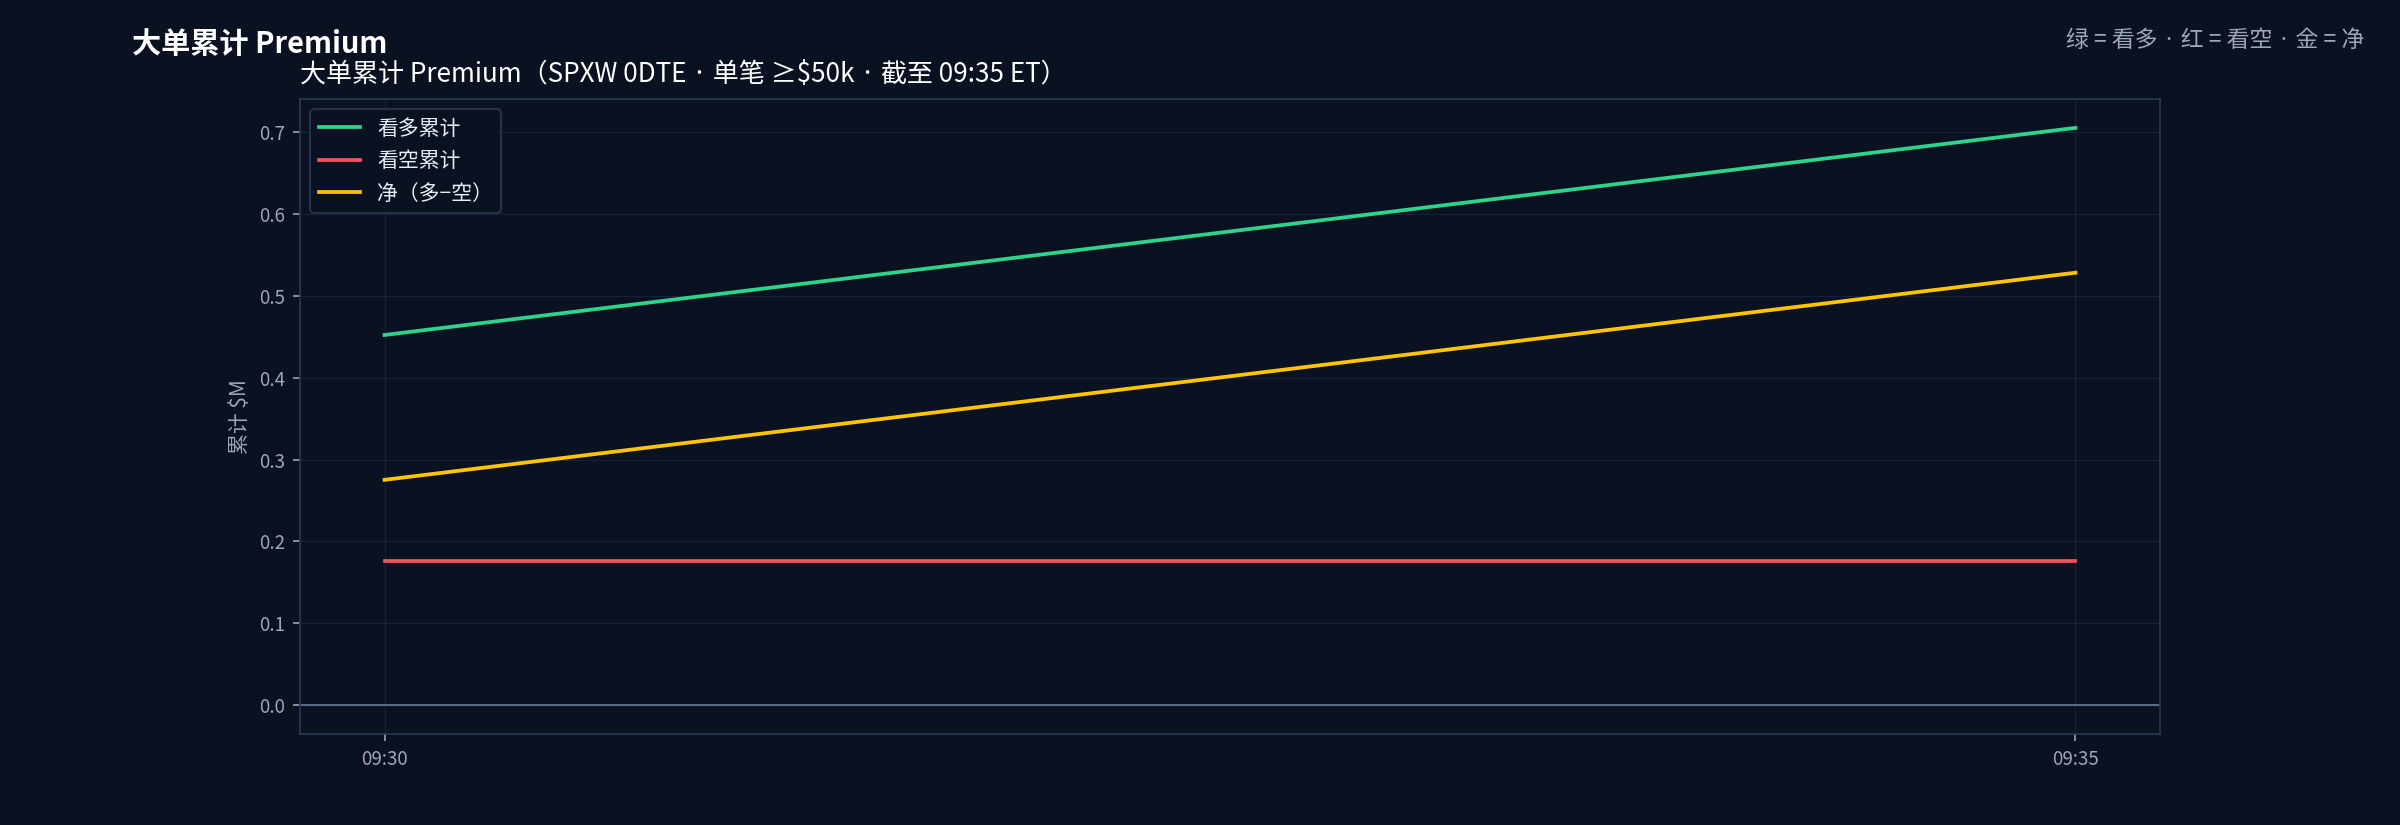 大单累计 Premium
绿 = 看多 · 红 = 看空 · 金 = 净
大单累计 Premium（SPXW 0DTE · 单笔 ≥$50k · 截至 09:35 ET）
看多累计
看空累计
净（多−空）
累计 $M
0.7
0.6
0.5
0.4
0.3
0.2
0.1
0.0
09:30
09:35